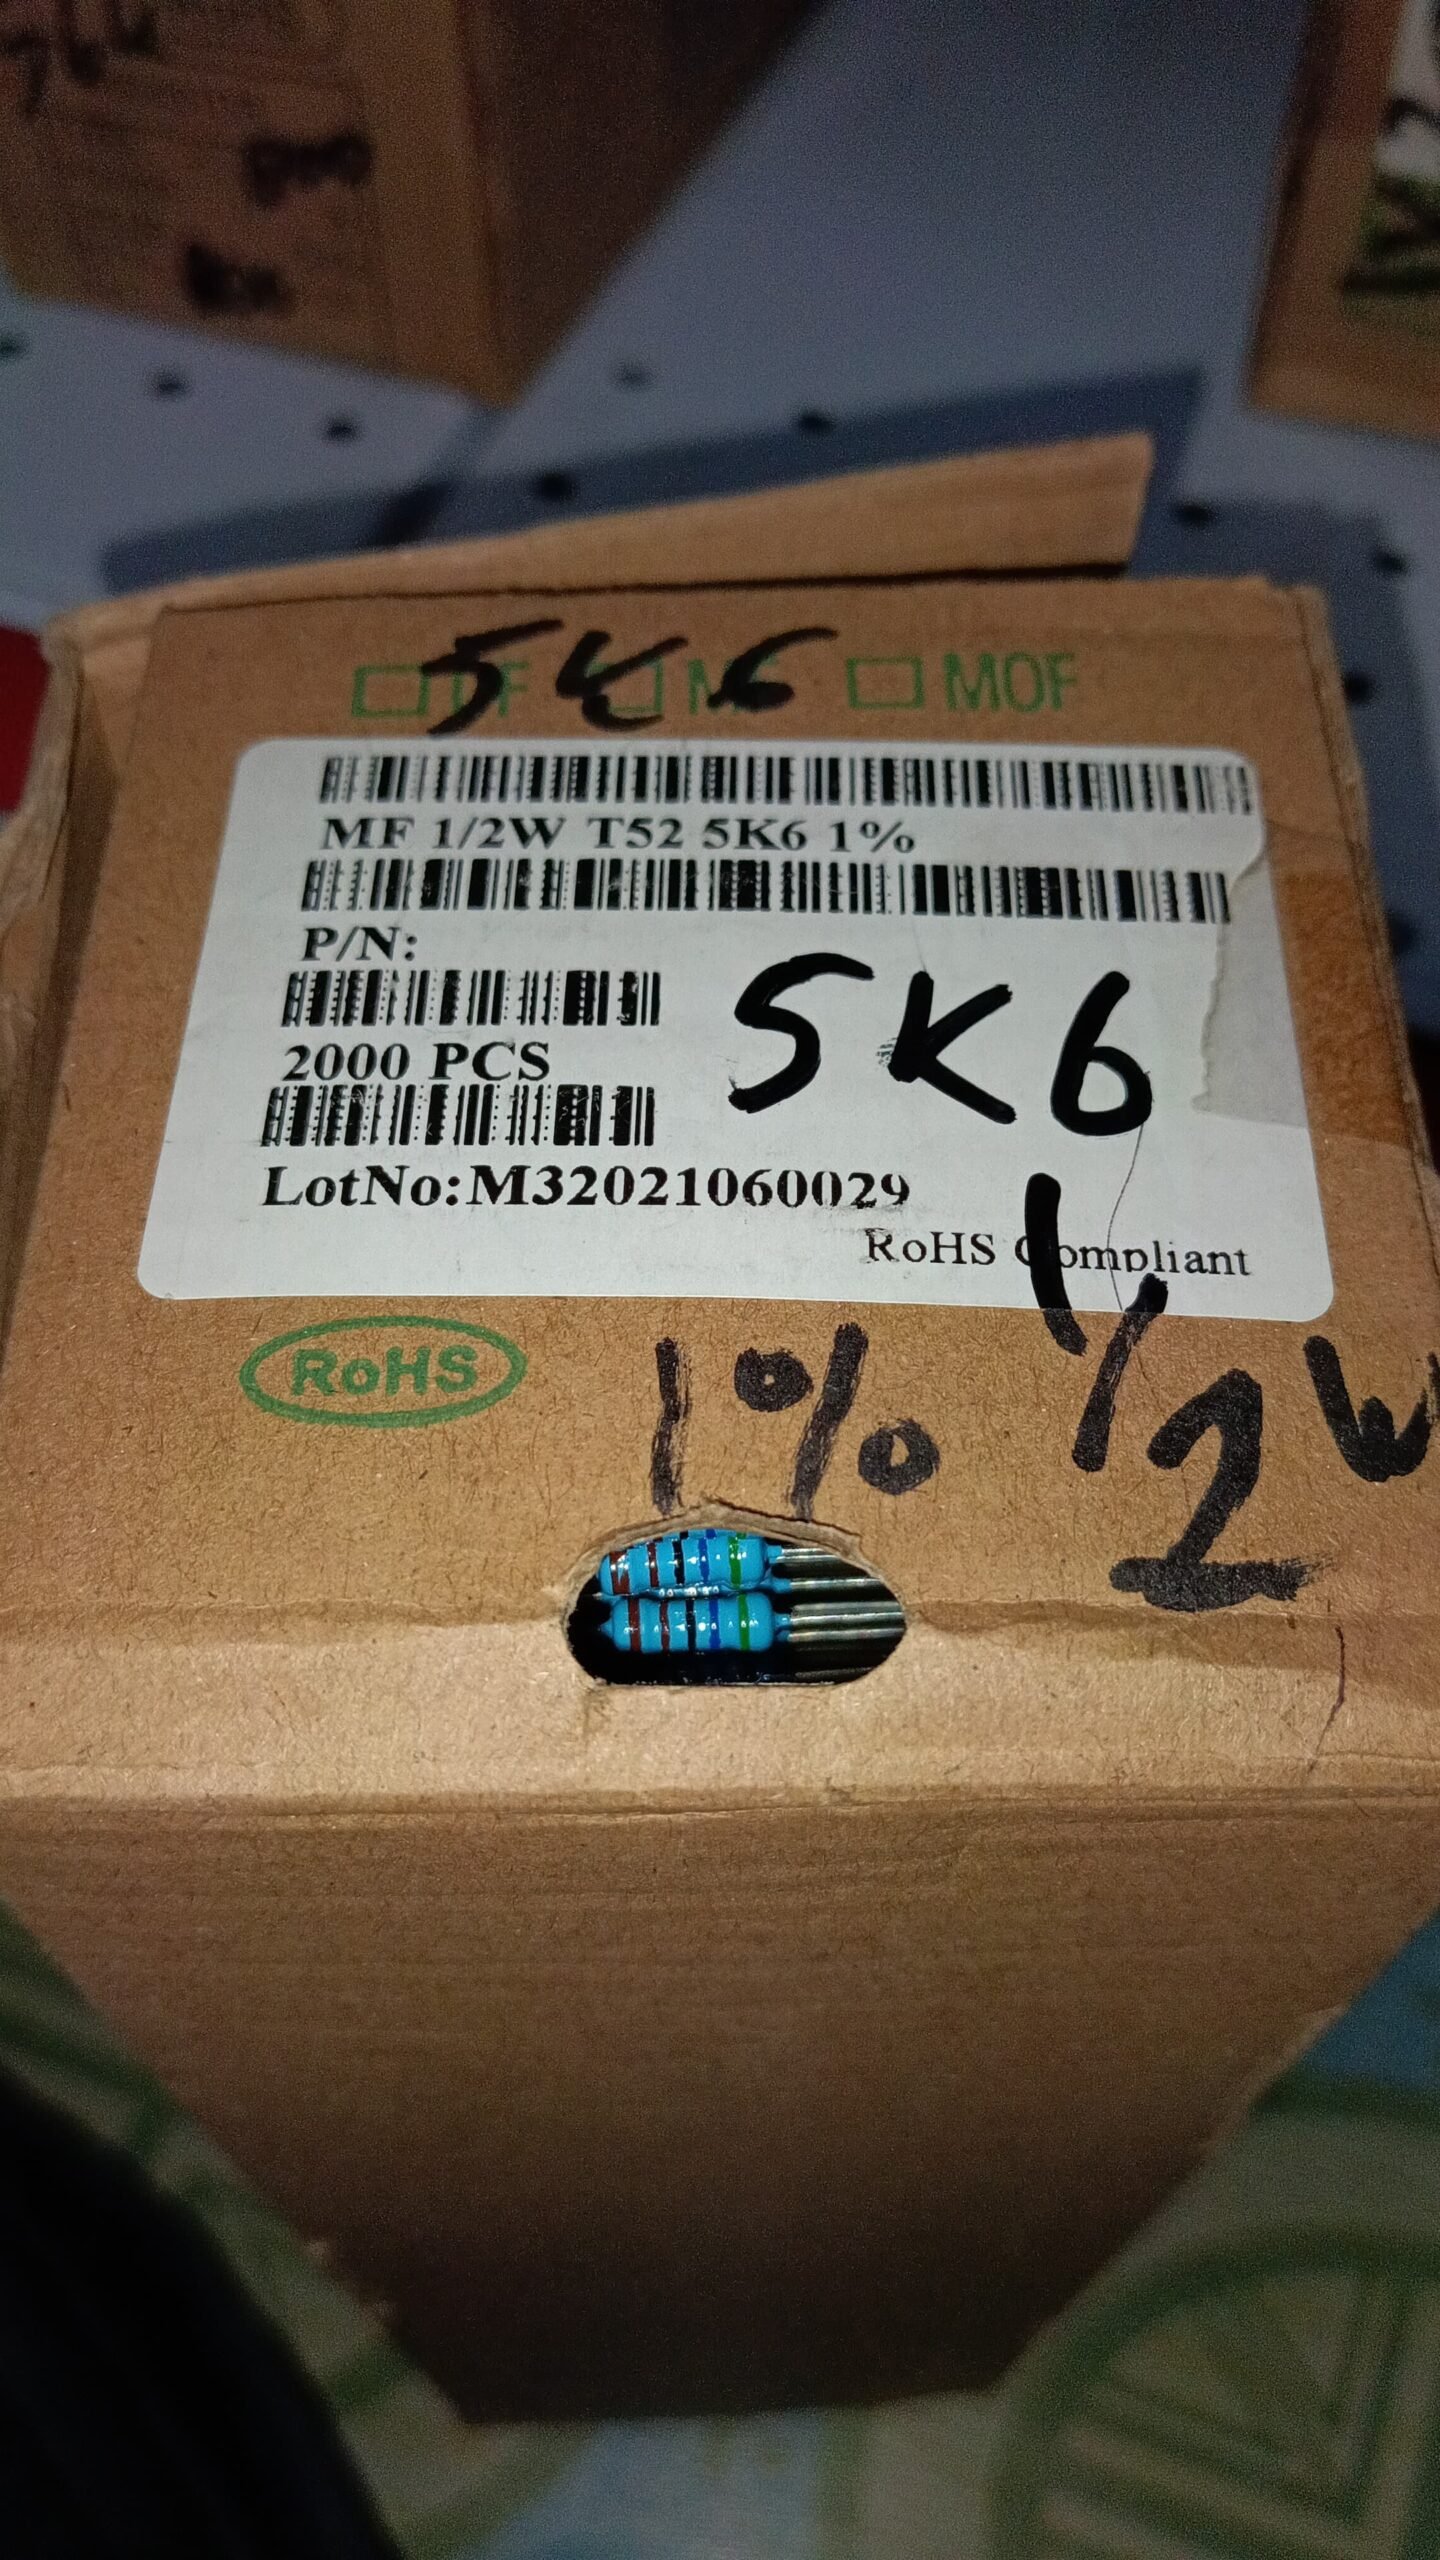 5K6
MOF
MF 1/2W T52 5K6 1%
P/N:
5K6
2000 PCS
LotNo:M32021060029
RoHS Compliant
RoHS
1%
1/2W